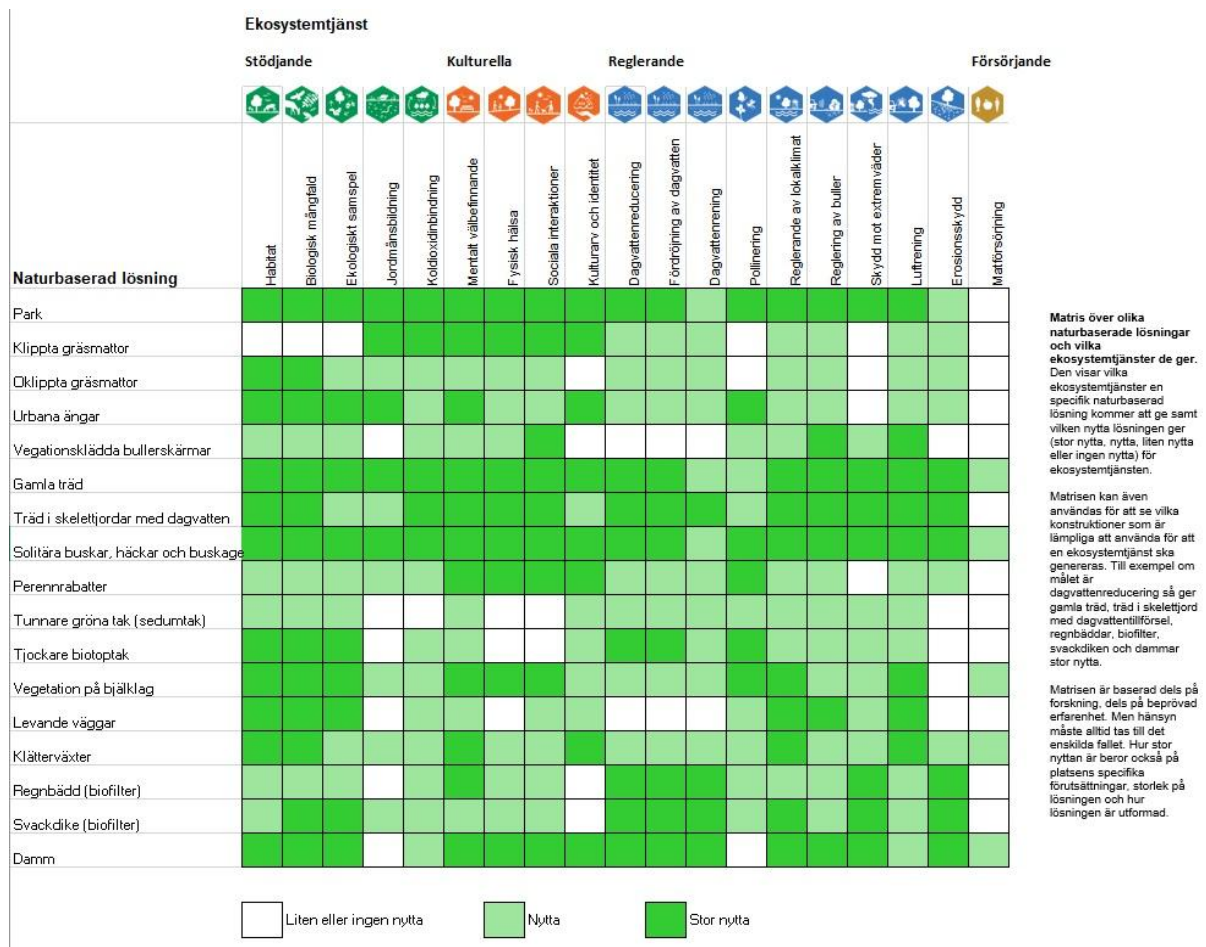 Ekosystemtjänst
Stödjande
Kulturella
Reglerande
Försörjande
Naturbaserad lösning
Habitat
Biologisk mångfald
Ekologiskt samspel
Jordmånsbildning
Koldioxidinbindning
Mentalt välbefinnande
Fysisk hälsa
Sociala interaktioner
Kulturarv och identitet
Dagvattenreducering
Fördröjning av dagvatten
Dagvattenrening
Pollinering
Reglerande av lokalklimat
Reglering av buller
Skydd mot extremväder
Luftrening
Erosionsskydd
Matförsörjning
Park
Klippta gräsmattor
Oklippta gräsmattor
Urbana ängar
Vegationsklädda bullerskärmar
Gamla träd
Träd i skelettjordar med dagvatten
Solitära buskar, häckar och buskage
Perennrabatter
Tunnare gröna tak (sedumtak)
Tjockare biotoptak
Vegetation på bjälklag
Levande väggar
Klätterväxter
Regnbädd (biofilter)
Svackdike (biofilter)
Damm
Liten eller ingen nytta
Nytta
Stor nytta
Matris över olika
naturbaserade lösningar
och vilka
ekosystemtjänster de ger.
Den visar vilka
ekosystemtjänster en
specifik naturbaserad
lösning kommer att ge samt
vilken nytta lösningen ger
(stor nytta, nytta, liten nytta
eller ingen nytta) för
ekosystemtjänsten.
Matrisen kan även
användas för att se vilka
konstruktioner som är
lämpliga att använda för att
en ekosystemtjänst ska
genereras. Till exempel om
målet är
dagvattenreducering så ger
gamla träd, träd i skelettjord
med dagvattentillförsel,
regnbäddar, biofilter,
svackdiken och dammar
stor nytta.
Matrisen är baserad dels på
forskning, dels på beprövad
erfarenhet. Men hänsyn
måste alltid tas till det
enskilda fallet. Hur stor
nyttan är beror också på
platsens specifika
förutsättningar, storlek på
lösningen och hur
lösningen är utformad.